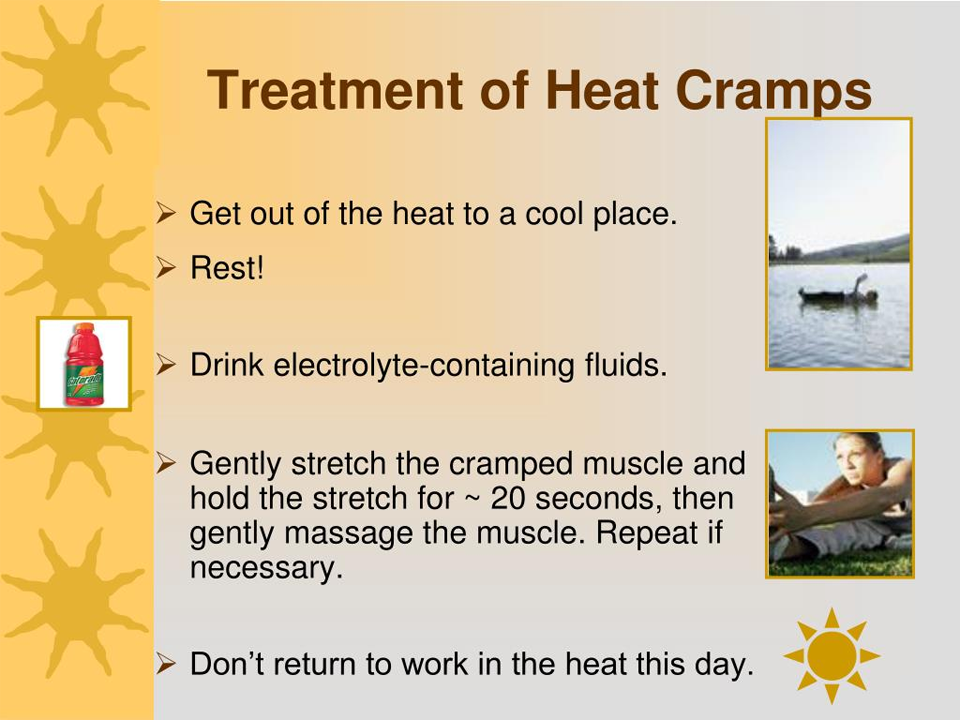 Treatment of Heat Cramps
➢ Get out of the heat to a cool place.
➢ Rest!
Gatorade
➢ Drink electrolyte-containing fluids.
➢ Gently stretch the cramped muscle and
hold the stretch for ~ 20 seconds, then
gently massage the muscle. Repeat if
necessary.
➢ Don’t return to work in the heat this day.